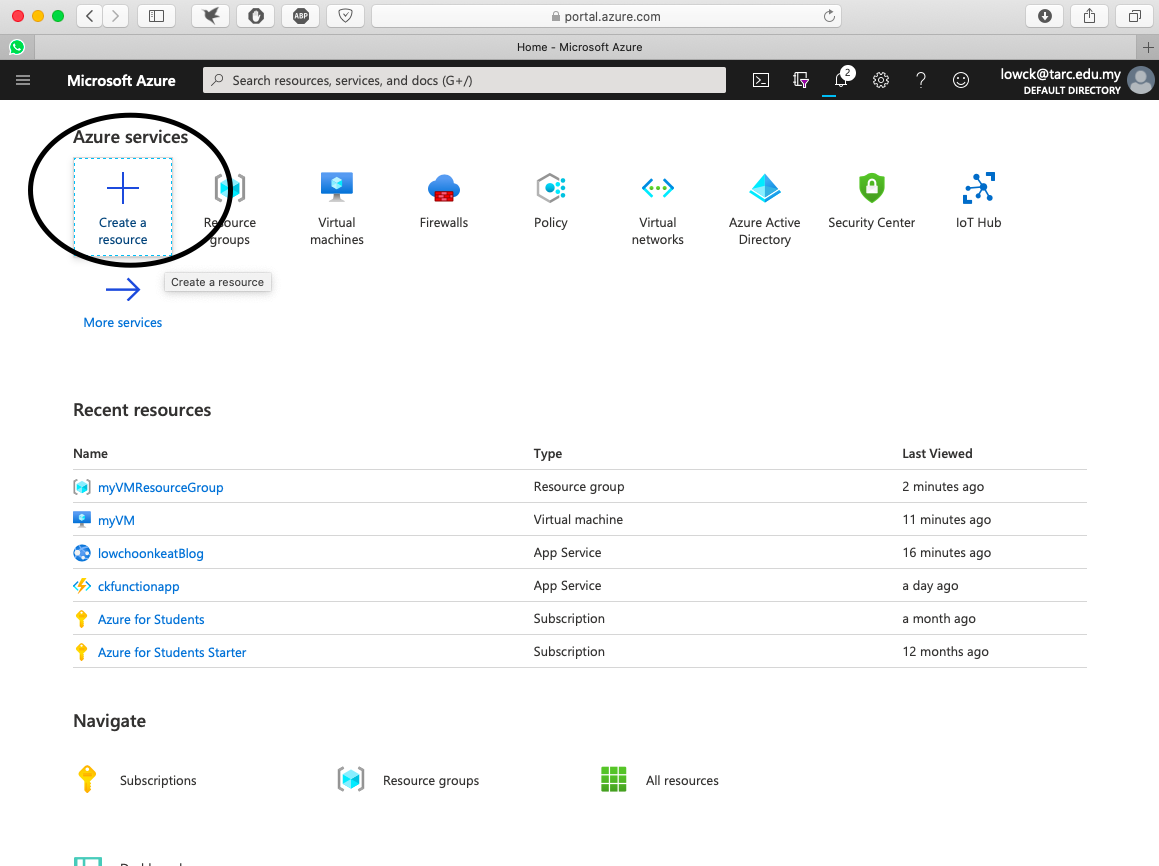 portal.azure.com
ABP
Home - Microsoft Azure
Microsoft Azure
Search resources, services, and docs (G+/)
2
lowck@tarc.edu.my
DEFAULT DIRECTORY
Azure services
Create a
resource
Resource
groups
Virtual
machines
Firewalls
Policy
Virtual
networks
Azure Active
Directory
Security Center
IoT Hub
Create a resource
More services
Recent resources
Name Type Last Viewed
myVMResourceGroup Resource group 2 minutes ago
myVM Virtual machine 11 minutes ago
lowchoonkeatBlog App Service 16 minutes ago
ckfunctionapp App Service a day ago
Azure for Students Subscription a month ago
Azure for Students Starter Subscription 12 months ago
Navigate
Subscriptions Resource groups All resources